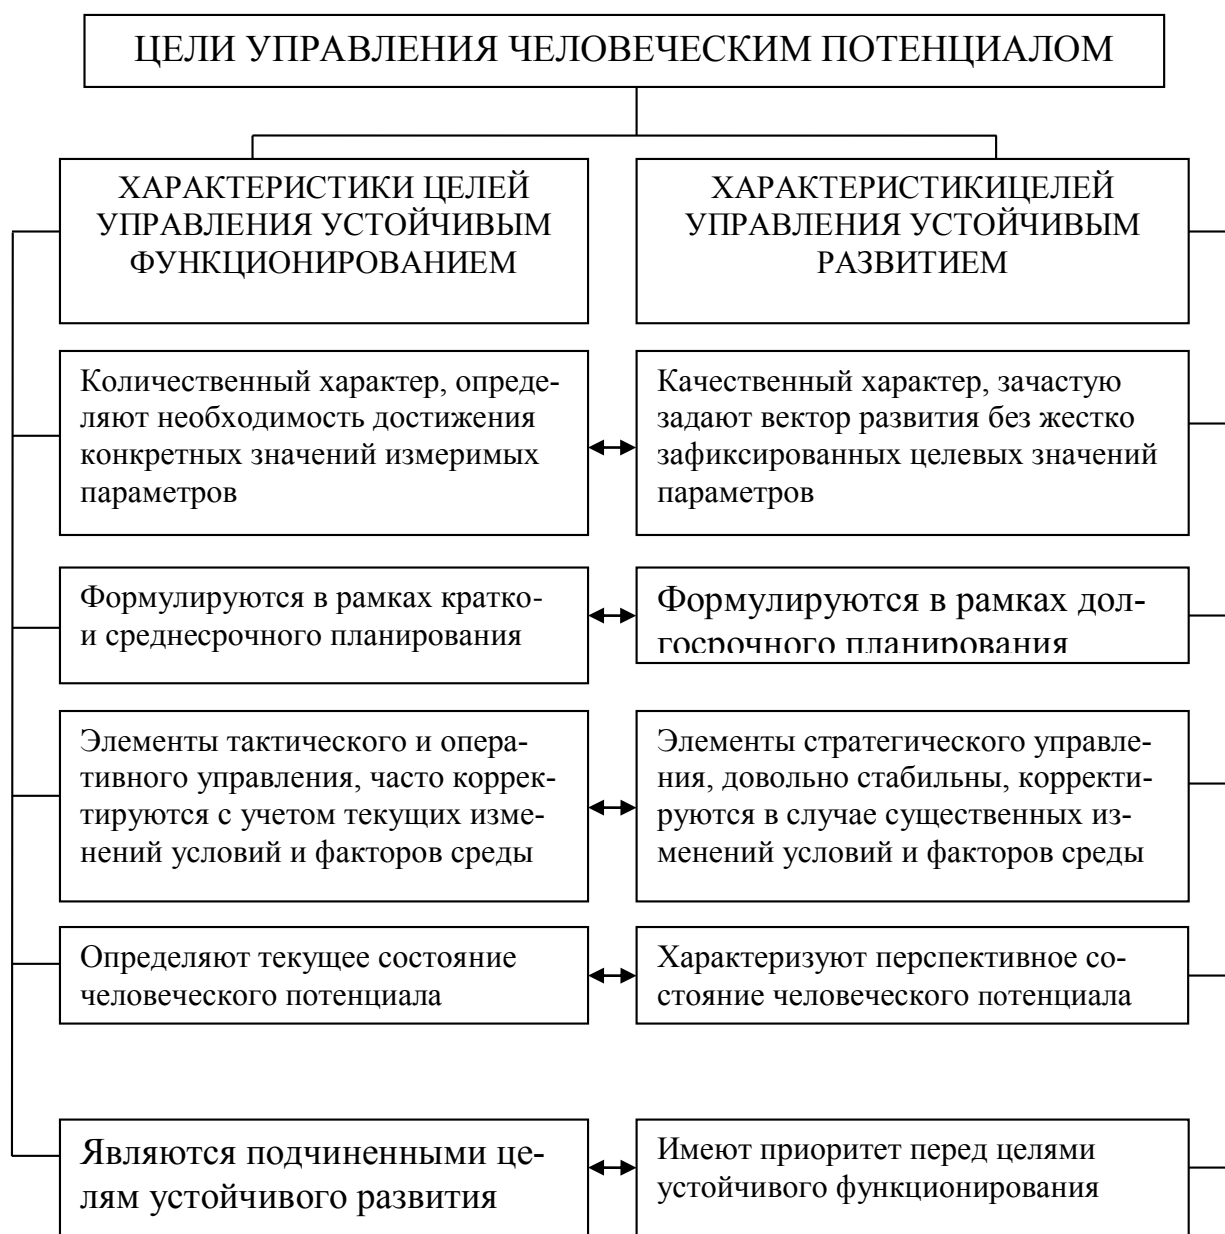 ЦЕЛИ УПРАВЛЕНИЯ ЧЕЛОВЕЧЕСКИМ ПОТЕНЦИАЛОМ
ХАРАКТЕРИСТИКИ ЦЕЛЕЙ
УПРАВЛЕНИЯ УСТОЙЧИВЫМ
ФУНКЦИОНИРОВАНИЕМ
ХАРАКТЕРИСТИКИЦЕЛЕЙ
УПРАВЛЕНИЯ УСТОЙЧИВЫМ
РАЗВИТИЕМ
Количественный характер, опреде-
ляют необходимость достижения
конкретных значений измеримых
параметров
Качественный характер, зачастую
задают вектор развития без жестко
зафиксированных целевых значений
параметров
Формулируются в рамках кратко-
и среднесрочного планирования
Формулируются в рамках дол-
госрочного планирования
Элементы тактического и опера-
тивного управления, часто коррек-
тируются с учетом текущих изме-
нений условий и факторов среды
Элементы стратегического управле-
ния, довольно стабильны, корректи-
руются в случае существенных из-
менений условий и факторов среды
Определяют текущее состояние
человеческого потенциала
Характеризуют перспективное со-
стояние человеческого потенциала
Являются подчиненными це-
лям устойчивого развития
Имеют приоритет перед целями
устойчивого функционирования